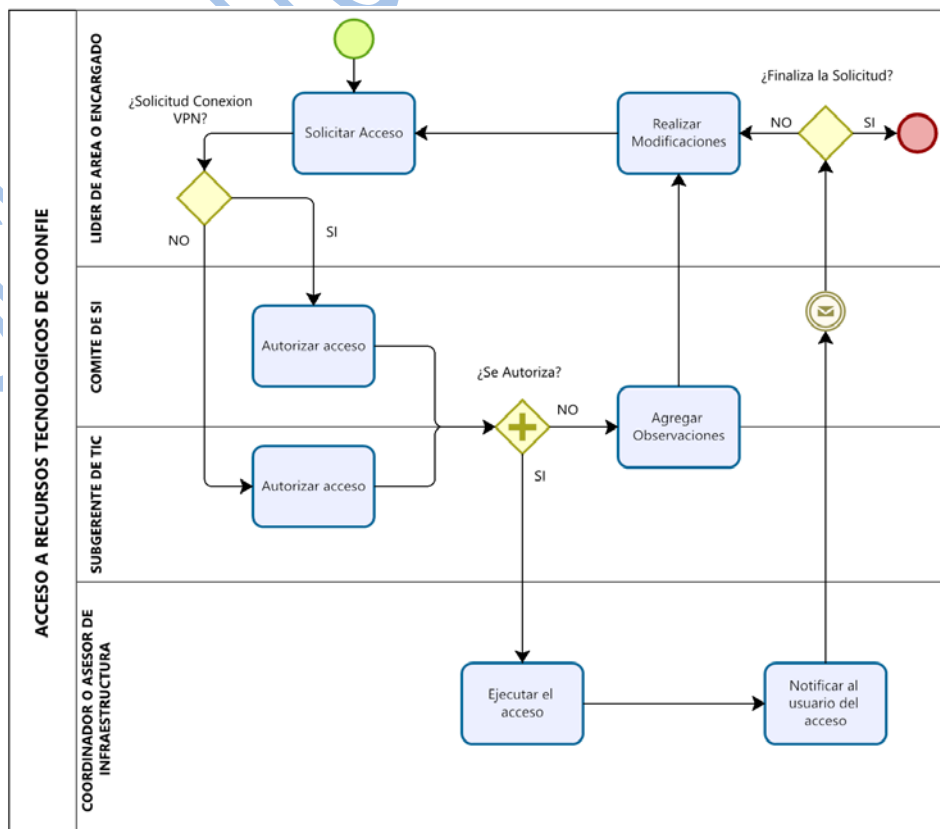 ACCESO A RECURSOS TECNOLOGICOS DE COONFIE
LIDER DE AREA O ENCARGADO
¿Solicitud Conexion
VPN?
Solicitar Acceso
Realizar
Modificaciones
¿Finaliza la Solicitud?
NO
SI
NO
SI
COMITE DE SI
Autorizar acceso
¿Se Autoriza?
NO
Agregar
Observaciones
SI
SUBGERENTE DE TIC
Autorizar acceso
COORDINADOR O ASESOR DE
INFRAESTRUCTURA
Ejecutar el
acceso
Notificar al
usuario del
acceso